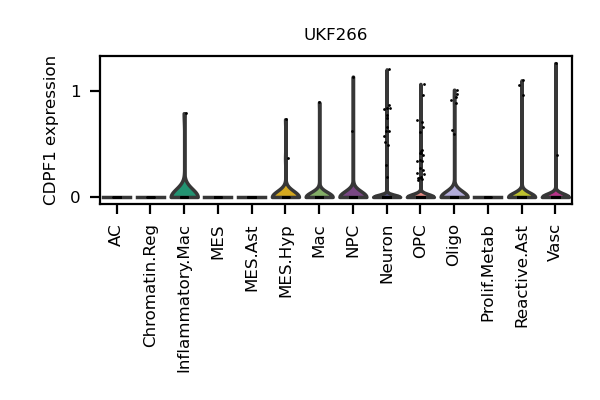 UKF266
CDPF1 expression
1
0
AC
Chromatin.Reg
Inflammatory.Mac
MES
MES.Ast
MES.Hyp
Mac
NPC
Neuron
OPC
Oligo
Prolif.Metab
Reactive.Ast
Vasc